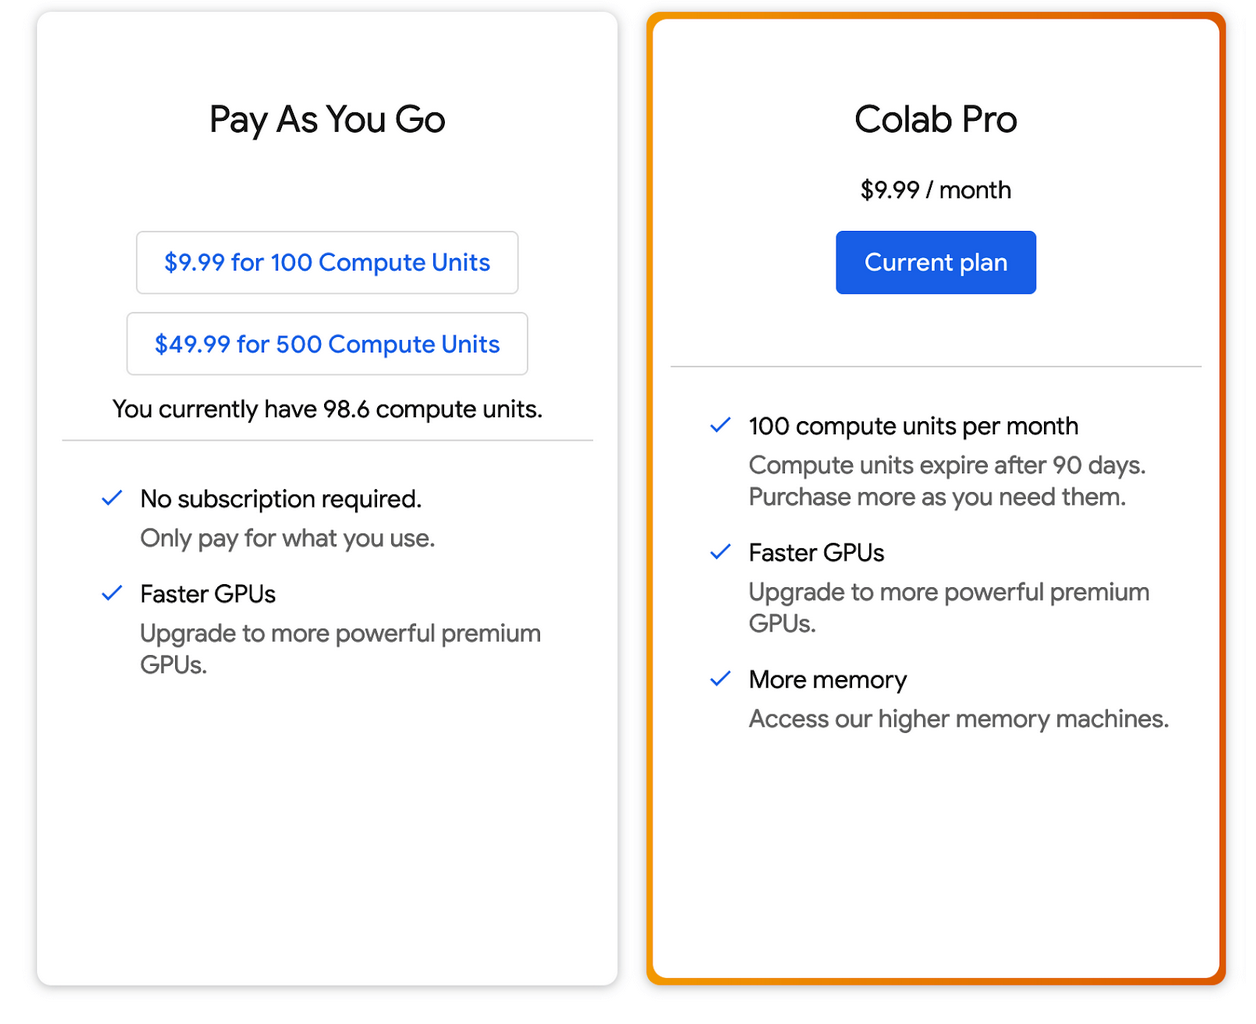 Pay As You Go
$9.99 for 100 Compute Units
$49.99 for 500 Compute Units
You currently have 98.6 compute units.
No subscription required.
Only pay for what you use.
Faster GPUs
Upgrade to more powerful premium
GPUs.
Colab Pro
$9.99 / month
Current plan
100 compute units per month
Compute units expire after 90 days.
Purchase more as you need them.
Faster GPUs
Upgrade to more powerful premium
GPUs.
More memory
Access our higher memory machines.